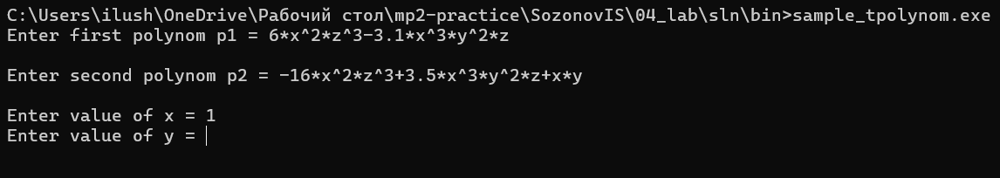 C:\Users\ilush\OneDrive\Рабочий стол\mp2-practice\SozonovIS\04_lab\sln\bin>sample_tpolynom.exe
Enter first polynom p1 = 6*x^2*z^3-3.1*x^3*y^2*z
Enter second polynom p2 = -16*x^2*z^3+3.5*x^3*y^2*z+x*y
Enter value of x = 1
Enter value of y =